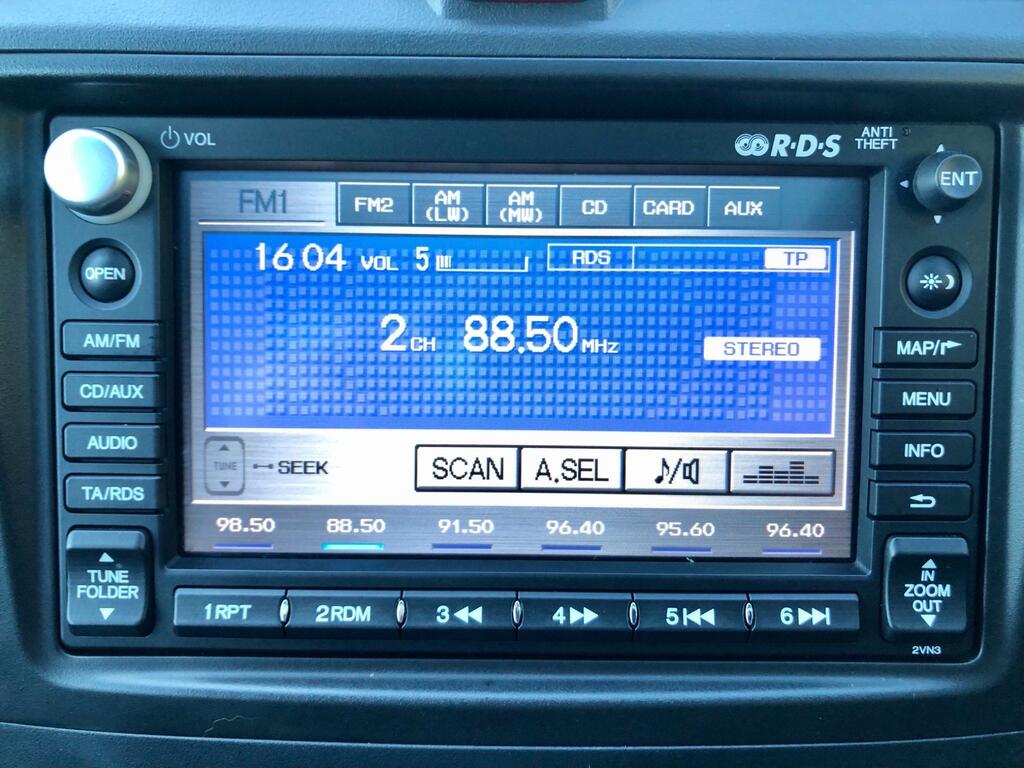 VOL
R·D·S
ANTI
THEFT
ENT
FM1
FM2
AM
(LW)
AM
(MW)
CD
CARD
AUX
16:04 VOL 5
RDS
TP
OPEN
2CH 88.50MHz
STEREO
AM/FM
MAP/
CD/AUX
MENU
AUDIO
TUNE
SEEK
SCAN
A.SEL
INFO
TA/RDS
98.50 88.50 91.50 96.40 95.60 96.40
TUNE
FOLDER
IN
ZOOM
OUT
1RPT
2RDM
3
4
5
6
2VN3